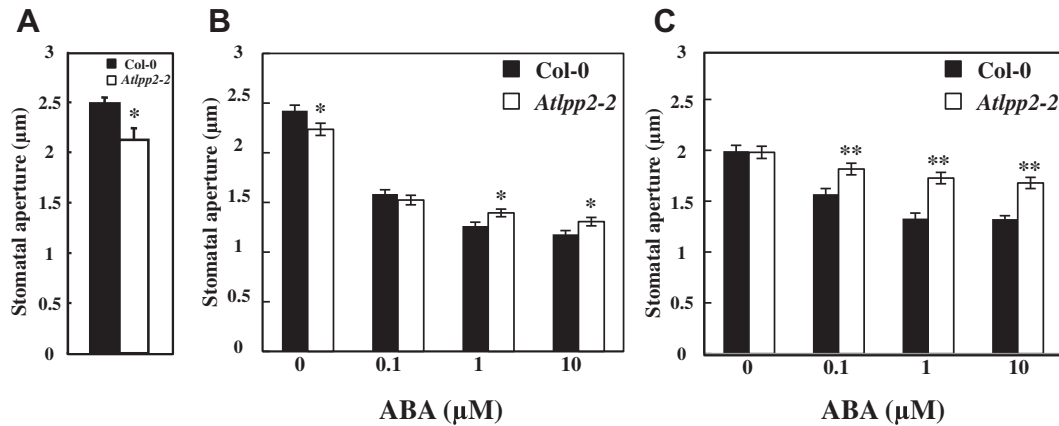 A
Stomatal aperture (μm)
3
2.5
2
1.5
1
0.5
0
Col-0
Atlpp2-2
*
B
Stomatal aperture (μm)
3
2.5
2
1.5
1
0.5
0
Col-0
Atlpp2-2
*
*
*
0 0.1 1 10
ABA (μM)
C
Stomatal aperture (μm)
3
2.5
2
1.5
1
0.5
0
Col-0
Atlpp2-2
**
**
**
0 0.1 1 10
ABA (μM)